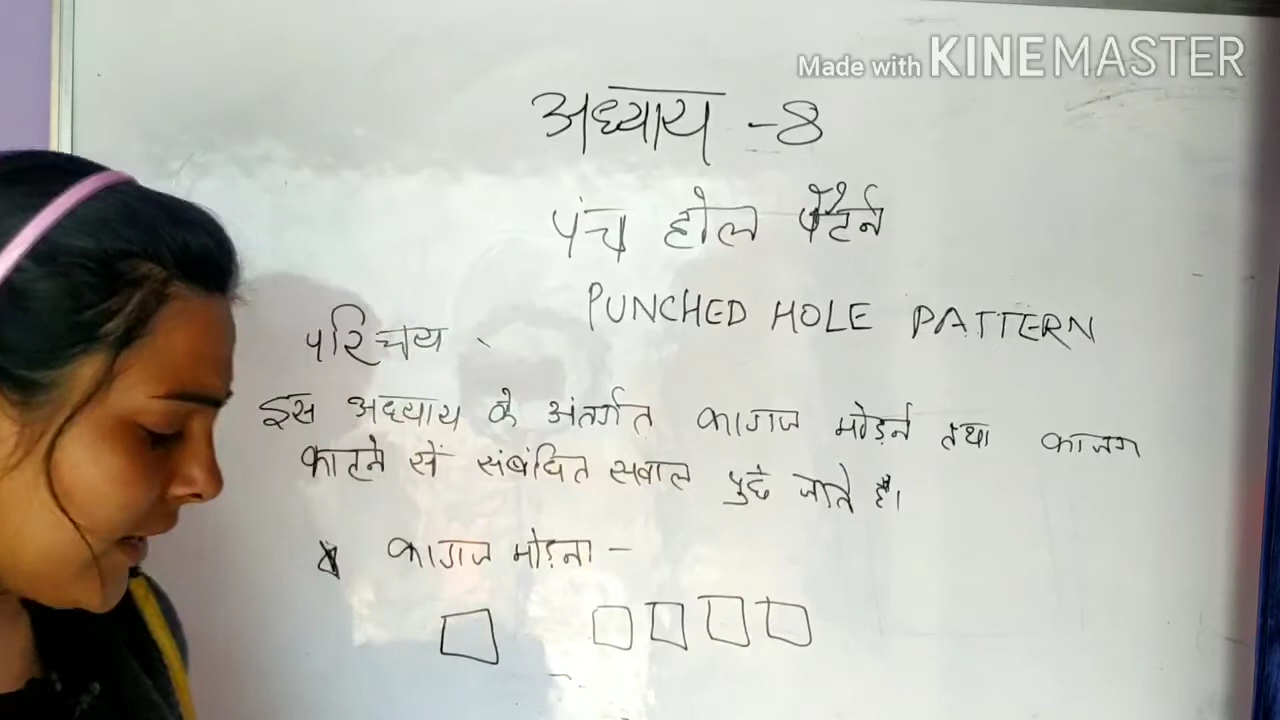 Made with KINEMASTER
अध्याय -8
पंच होल पैटर्न
PUNCHED HOLE PATTERN
परिचय
इस अध्याय के अंतर्गत कागज मोड़ने तथा काजग
काटने सें संबंधित सवाल पुछे जाते है।
कागज मोड़ना -